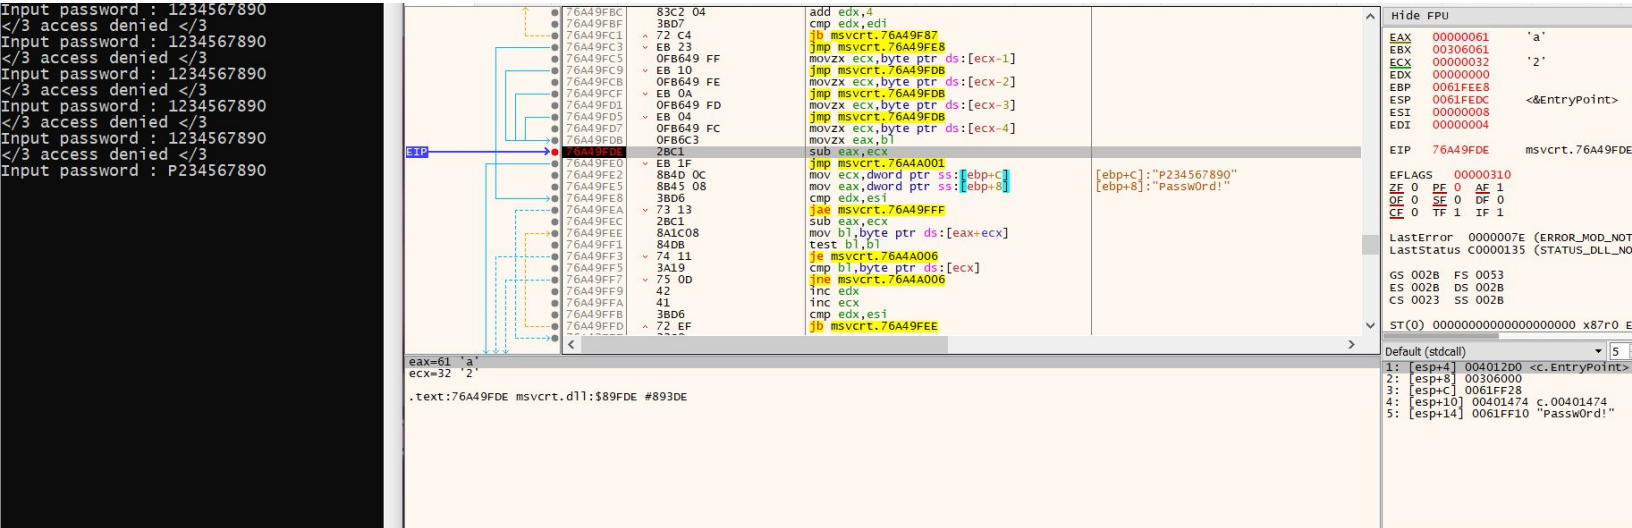 Input password : 1234567890
</3 access denied </3
Input password : 1234567890
</3 access denied </3
Input password : 1234567890
</3 access denied </3
Input password : 1234567890
</3 access denied </3
Input password : 1234567890
</3 access denied </3
Input password : P234567890
EIP
76A49FBC 83C2 04 add edx,4
76A49FBF 3BD7 cmp edx,edi
76A49FC1 ^ 72 C4 jb msvcrt.76A49F87
76A49FC3 v EB 23 jmp msvcrt.76A49FE8
76A49FC5 0FB649 FF movzx ecx,byte ptr ds:[ecx-1]
76A49FC9 v EB 10 jmp msvcrt.76A49FDB
76A49FCB 0FB649 FE movzx ecx,byte ptr ds:[ecx-2]
76A49FCF v EB 0A jmp msvcrt.76A49FDB
76A49FD1 0FB649 FD movzx ecx,byte ptr ds:[ecx-3]
76A49FD5 v EB 04 jmp msvcrt.76A49FDB
76A49FD7 0FB649 FC movzx ecx,byte ptr ds:[ecx-4]
76A49FDB 0FB6C3 movzx eax,bl
76A49FDE 2BC1 sub eax,ecx
76A49FE0 v EB 1F jmp msvcrt.76A4A001
76A49FE2 8B4D 0C mov ecx,dword ptr ss:[ebp+C] [ebp+C]:"P234567890"
76A49FE5 8B45 08 mov eax,dword ptr ss:[ebp+8] [ebp+8]:"PassW0rd!"
76A49FE8 3BD6 cmp edx,esi
76A49FEA v 73 13 jae msvcrt.76A49FFF
76A49FEC 2BC1 sub eax,ecx
76A49FEE 8A1C08 mov bl,byte ptr ds:[eax+ecx]
76A49FF1 84DB test bl,bl
76A49FF3 v 74 11 je msvcrt.76A4A006
76A49FF5 3A19 cmp bl,byte ptr ds:[ecx]
76A49FF7 v 75 0D jne msvcrt.76A4A006
76A49FF9 42 inc edx
76A49FFA 41 inc ecx
76A49FFB 3BD6 cmp edx,esi
76A49FFD ^ 72 EF jb msvcrt.76A49FEE
eax=61 'a'
ecx=32 '2'
.text:76A49FDE msvcrt.dll:$89FDE #893DE
Hide FPU
EAX 00000061 'a'
EBX 00306061
ECX 00000032 '2'
EDX 00000000
EBP 0061FEE8
ESP 0061FEDC <&EntryPoint>
ESI 00000008
EDI 00000004
EIP 76A49FDE msvcrt.76A49FDE
EFLAGS 00000310
ZF 0 PF 0 AF 1
OF 0 SF 0 DF 0
CF 0 TF 1 IF 1
LastError 0000007E (ERROR_MOD_NOT
LastStatus C0000135 (STATUS_DLL_NO
GS 002B FS 0053
ES 002B DS 002B
CS 0023 SS 002B
ST(0) 00000000000000000000 x87r0 E
Default (stdcall) 5
1: [esp+4] 004012D0 <c.EntryPoint>
2: [esp+8] 00306000
3: [esp+C] 0061FF28
4: [esp+10] 00401474 c.00401474
5: [esp+14] 0061FF10 "PassW0rd!"